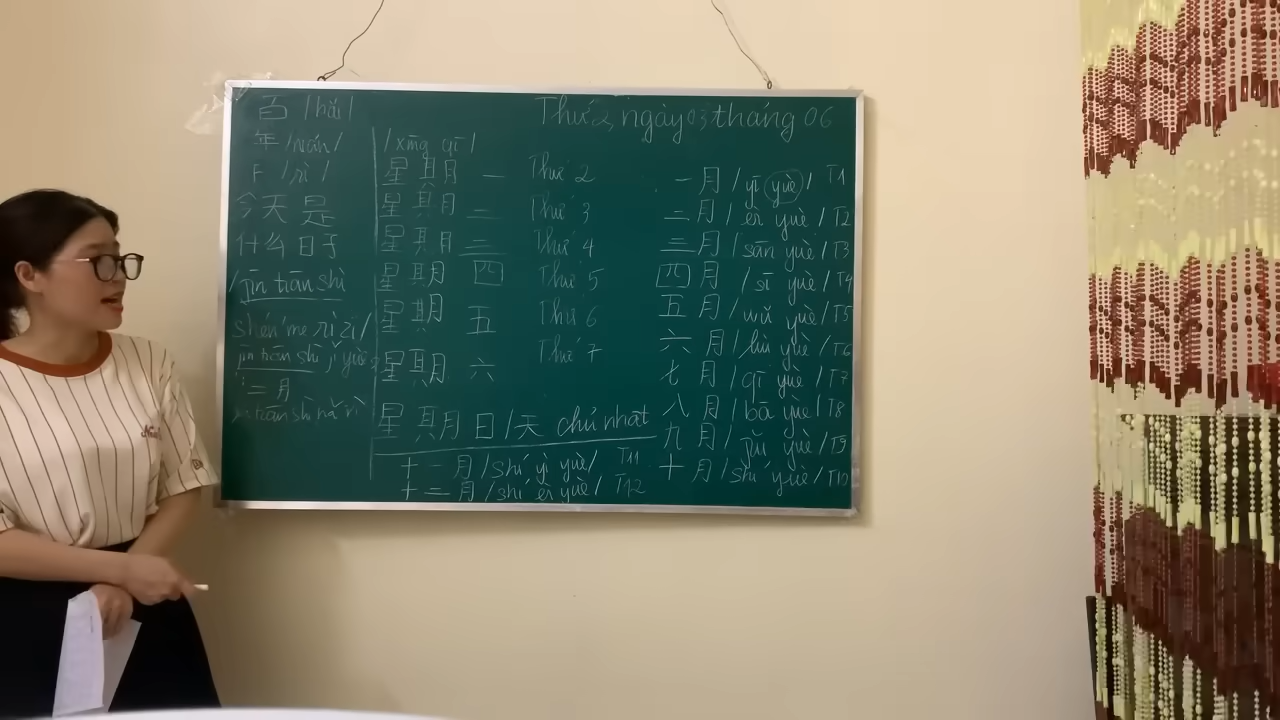 Thứ 2, ngày 03 tháng 06
百 /bǎi/
年 /nián/
日 /rì/
今天 是
什么日子
/jīn tiān shì
shén me rì zi/
jīn tiān shì jǐ yuè?
二月
jīn tiān shì nǎ rì
/xīng qī/
星期一 Thứ 2
星期二 Thứ 3
星期三 Thứ 4
星期四 Thứ 5
星期五 Thứ 6
星期六 Thứ 7
星期日/天 chủ nhật
一月 /yī yuè/ T1
二月 /èr yuè/ T2
三月 /sān yuè/ T3
四月 /sī yuè/ T4
五月 /wǔ yuè/ T5
六月 /liù yuè/ T6
七月 /qī yuè/ T7
八月 /bā yuè/ T8
九月 /jiǔ yuè/ T9
十月 /shí yuè/ T10
十一月 /shí yī yuè/ T11
十二月 /shí èr yuè/ T12